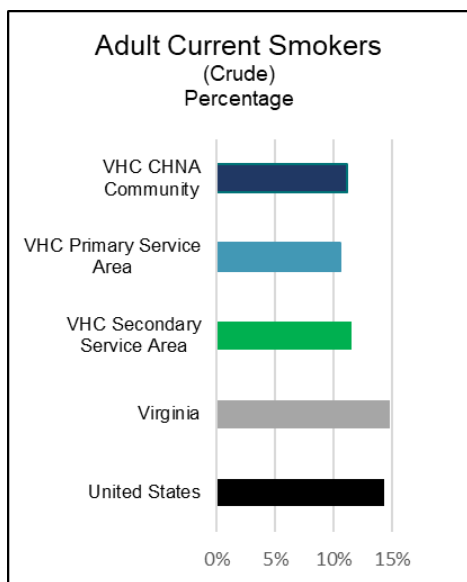 Adult Current Smokers
(Crude)
Percentage
VHC CHNA
Community
VHC Primary Service
Area
VHC Secondary
Service Area
Virginia
United States
0% 5% 10% 15%